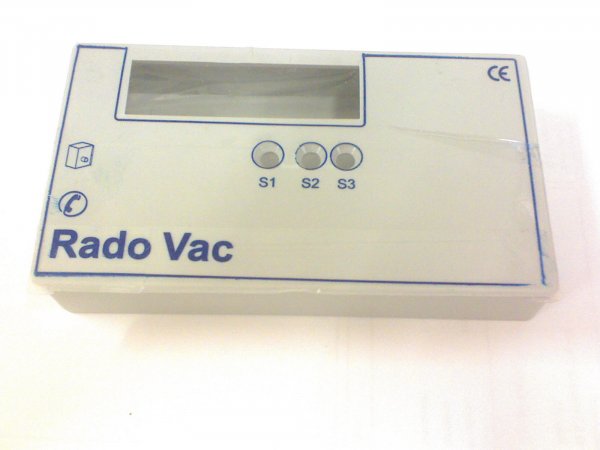 CE
S1 S2 S3
Rado Vac